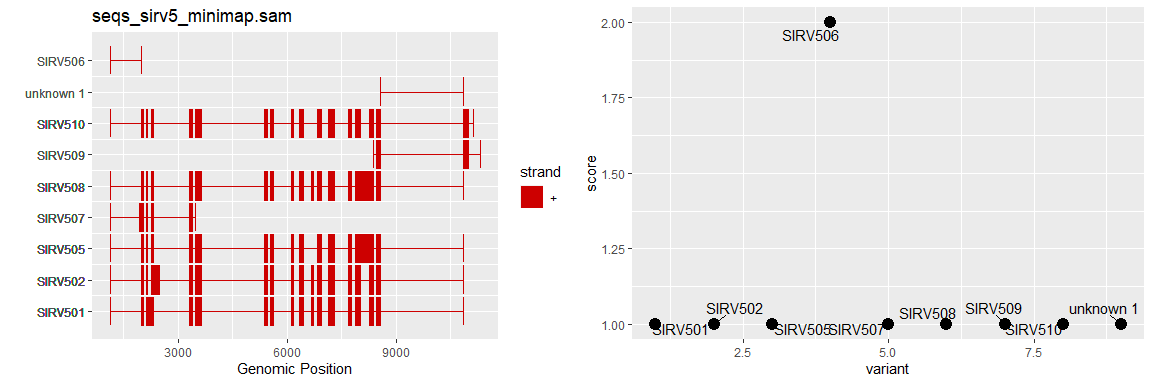 seqs_sirv5_minimap.sam
SIRV506
unknown 1
SIRV510
SIRV509
SIRV508
SIRV507
SIRV505
SIRV502
SIRV501
3000 6000 9000
Genomic Position
strand
+
score
2.00
1.75
1.50
1.25
1.00
SIRV506
SIRV502 SIRV508 SIRV509 unknown 1
SIRV501 SIRV505 SIRV507 SIRV510
2.5 5.0 7.5
variant